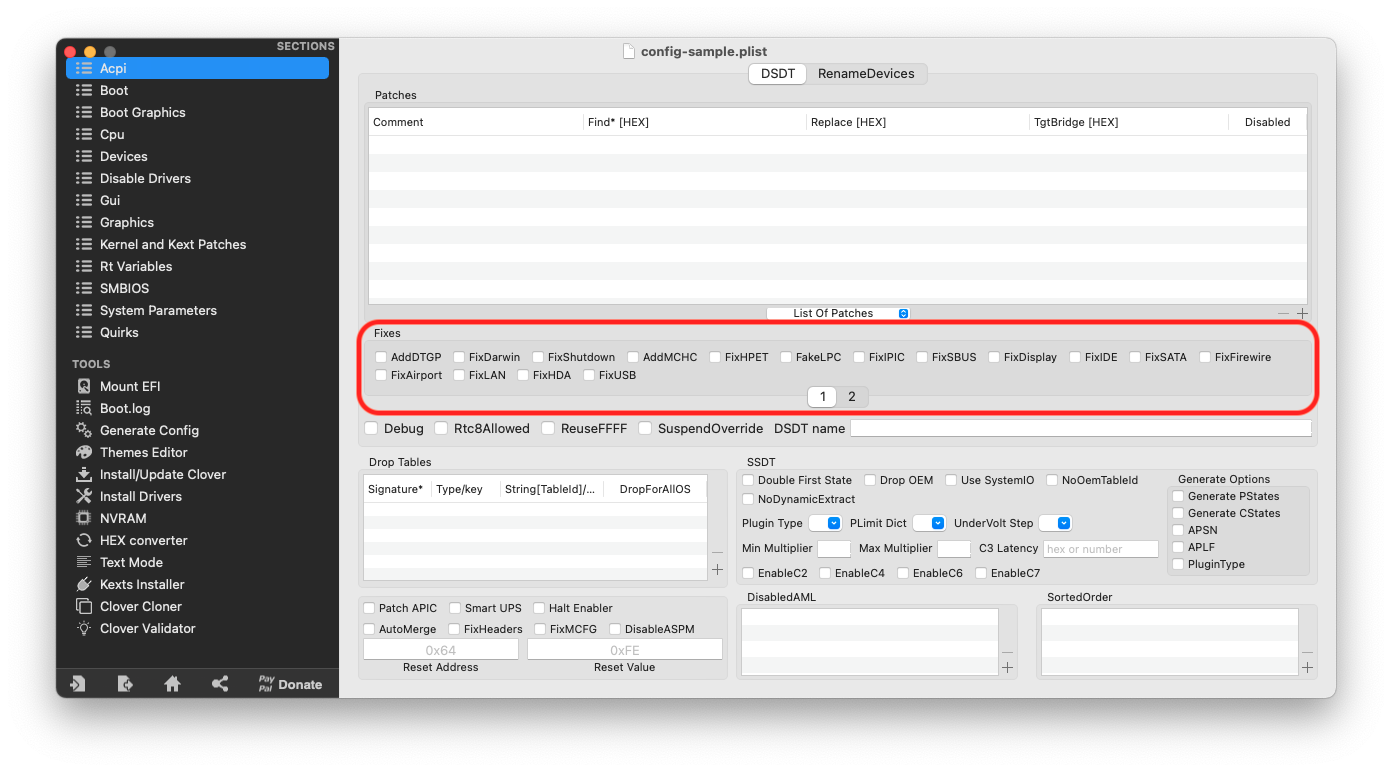 SECTIONS
Acpi
Boot
Boot Graphics
Cpu
Devices
Disable Drivers
Gui
Graphics
Kernel and Kext Patches
Rt Variables
SMBIOS
System Parameters
Quirks
TOOLS
Mount EFI
Boot.log
Generate Config
Themes Editor
Install/Update Clover
Install Drivers
NVRAM
HEX converter
Text Mode
Kexts Installer
Clover Cloner
Clover Validator
Pay Pal Donate
config-sample.plist
DSDT RenameDevices
Patches
Comment Find* [HEX] Replace [HEX] TgtBridge [HEX] Disabled
List Of Patches
Fixes
AddDTGP FixDarwin FixShutdown AddMCHC FixHPET FakeLPC FixIPIC FixSBUS FixDisplay FixIDE FixSATA FixFirewire
FixAirport FixLAN FixHDA FixUSB
1 2
Debug Rtc8Allowed ReuseFFFF SuspendOverride DSDT name
Drop Tables
Signature* Type/key String[TableId]/... DropForAllOS
SSDT
Double First State Drop OEM Use SystemIO NoOemTableId
NoDynamicExtract
Plugin Type PLimit Dict UnderVolt Step
Min Multiplier Max Multiplier C3 Latency hex or number
EnableC2 EnableC4 EnableC6 EnableC7
Generate Options
Generate PStates
Generate CStates
APSN
APLF
PluginType
Patch APIC Smart UPS Halt Enabler
AutoMerge FixHeaders FixMCFG DisableASPM
0x64 0xFE
Reset Address Reset Value
DisabledAML
SortedOrder